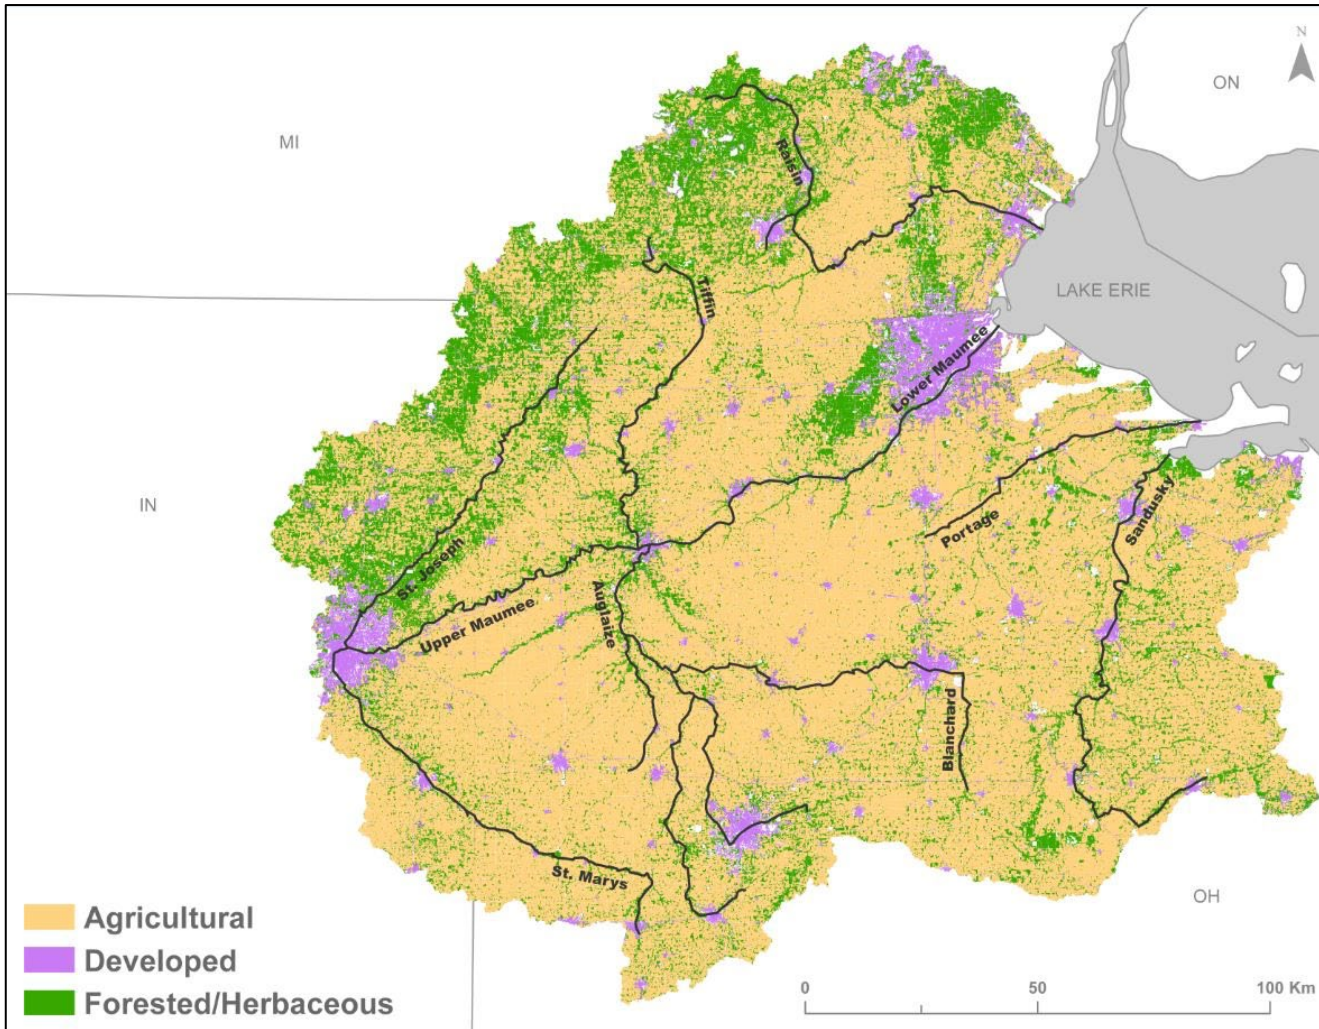 N
ON
MI
Raisin
Tiffin
LAKE ERIE
Lower Maumee
IN
Portage
Sandusky
St. Joseph
Upper Maumee
Auglaize
Blanchard
St. Marys
OH
Agricultural
Developed
Forested/Herbaceous
0 50 100 Km